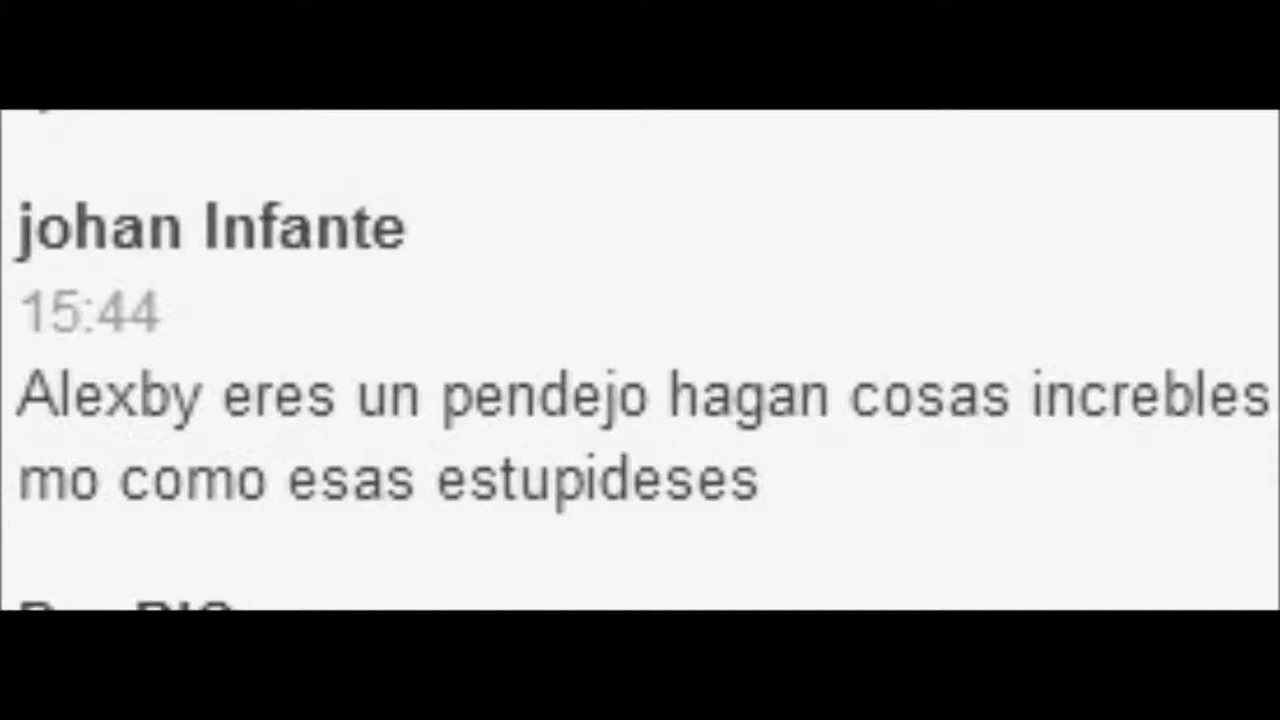 johan Infante
15:44
Alexby eres un pendejo hagan cosas increbles
mo como esas estupideses